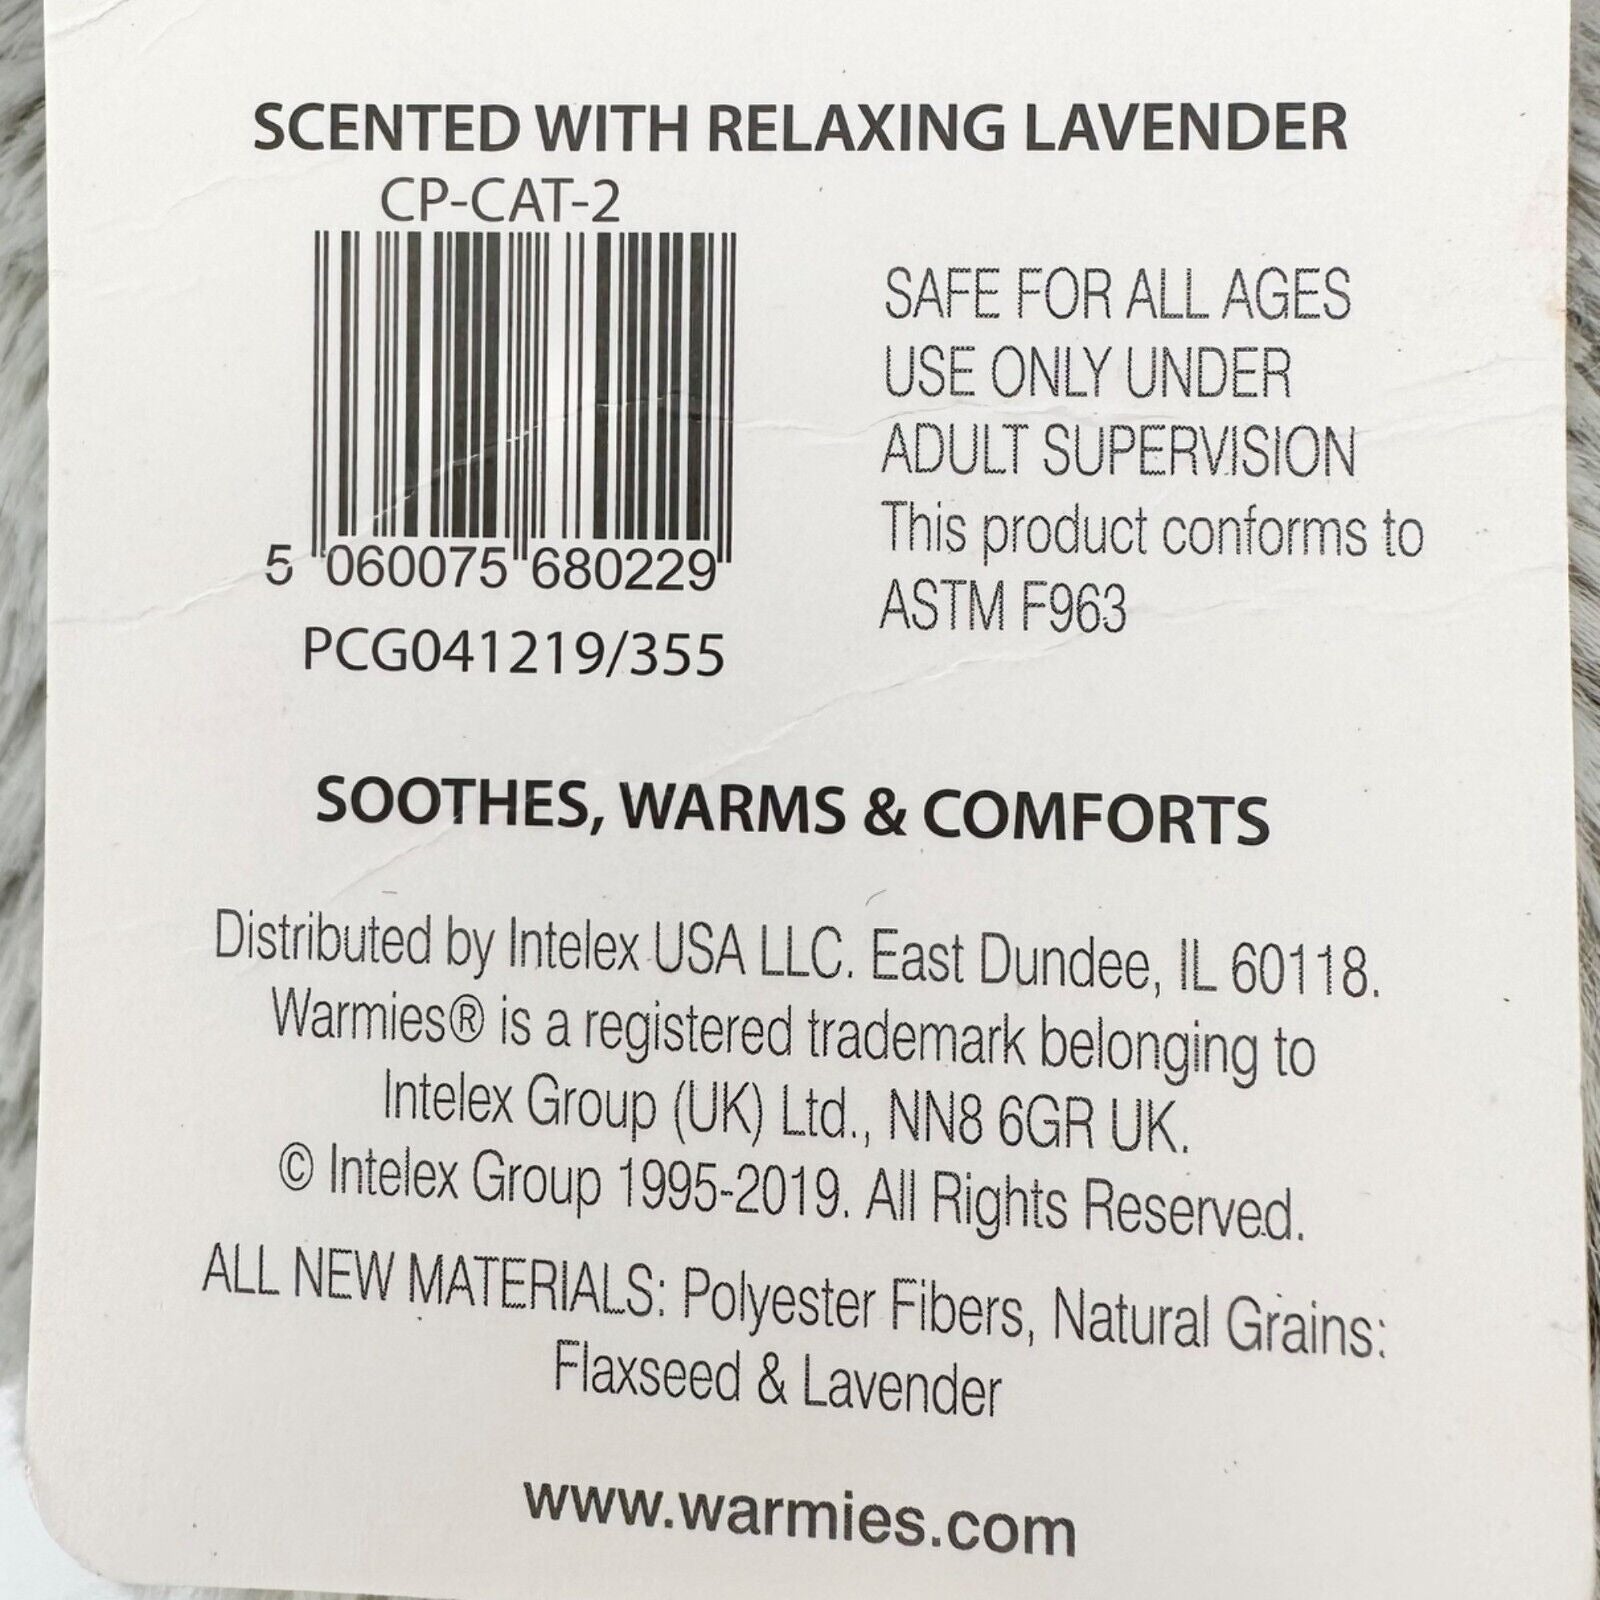 SCENTED WITH RELAXING LAVENDER
CP-CAT-2
5 060075 680229
PCG041219/355
SAFE FOR ALL AGES
USE ONLY UNDER
ADULT SUPERVISION
This product conforms to
ASTM F963
SOOTHES, WARMS & COMFORTS
Distributed by Intelex USA LLC. East Dundee, IL 60118.
Warmies® is a registered trademark belonging to
Intelex Group (UK) Ltd., NN8 6GR UK.
© Intelex Group 1995-2019. All Rights Reserved.
ALL NEW MATERIALS: Polyester Fibers, Natural Grains:
Flaxseed & Lavender
www.warmies.com